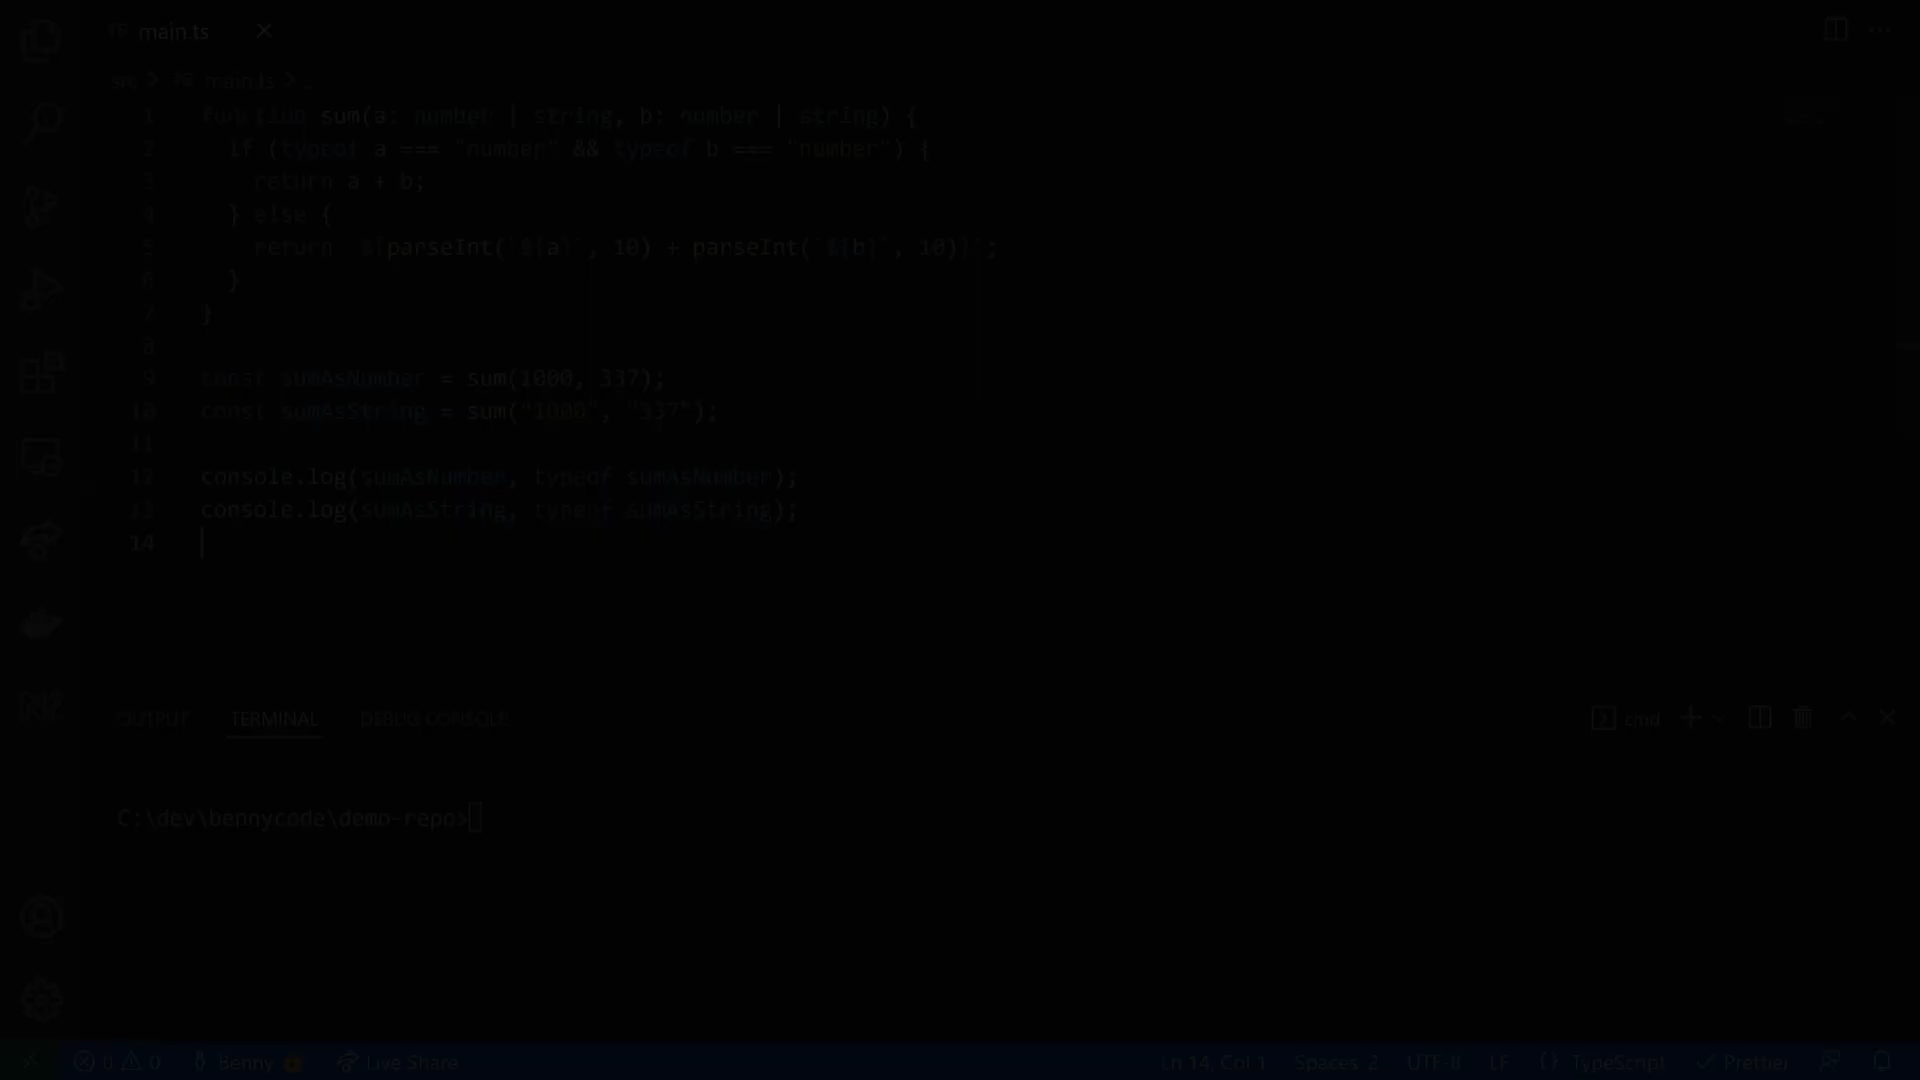 main.ts
src > main.ts > ...
1 function sum(a: number | string, b: number | string) {
2 if (typeof a === "number" && typeof b === "number") {
3 return a + b;
4 } else {
5 return `${parseInt(`${a}`, 10) + parseInt(`${b}`, 10)}`;
6 }
7 }
8
9 const sumAsNumber = sum(1000, 337);
10 const sumAsString = sum("1000", "337");
11
12 console.log(sumAsNumber, typeof sumAsNumber);
13 console.log(sumAsString, typeof sumAsString);
14
OUTPUT TERMINAL DEBUG CONSOLE cmd
C:\dev\bennycode\demo-repo>
0 0 Benny Live Share Ln 14, Col 1 Spaces: 2 UTF-8 LF {} TypeScript Prettier